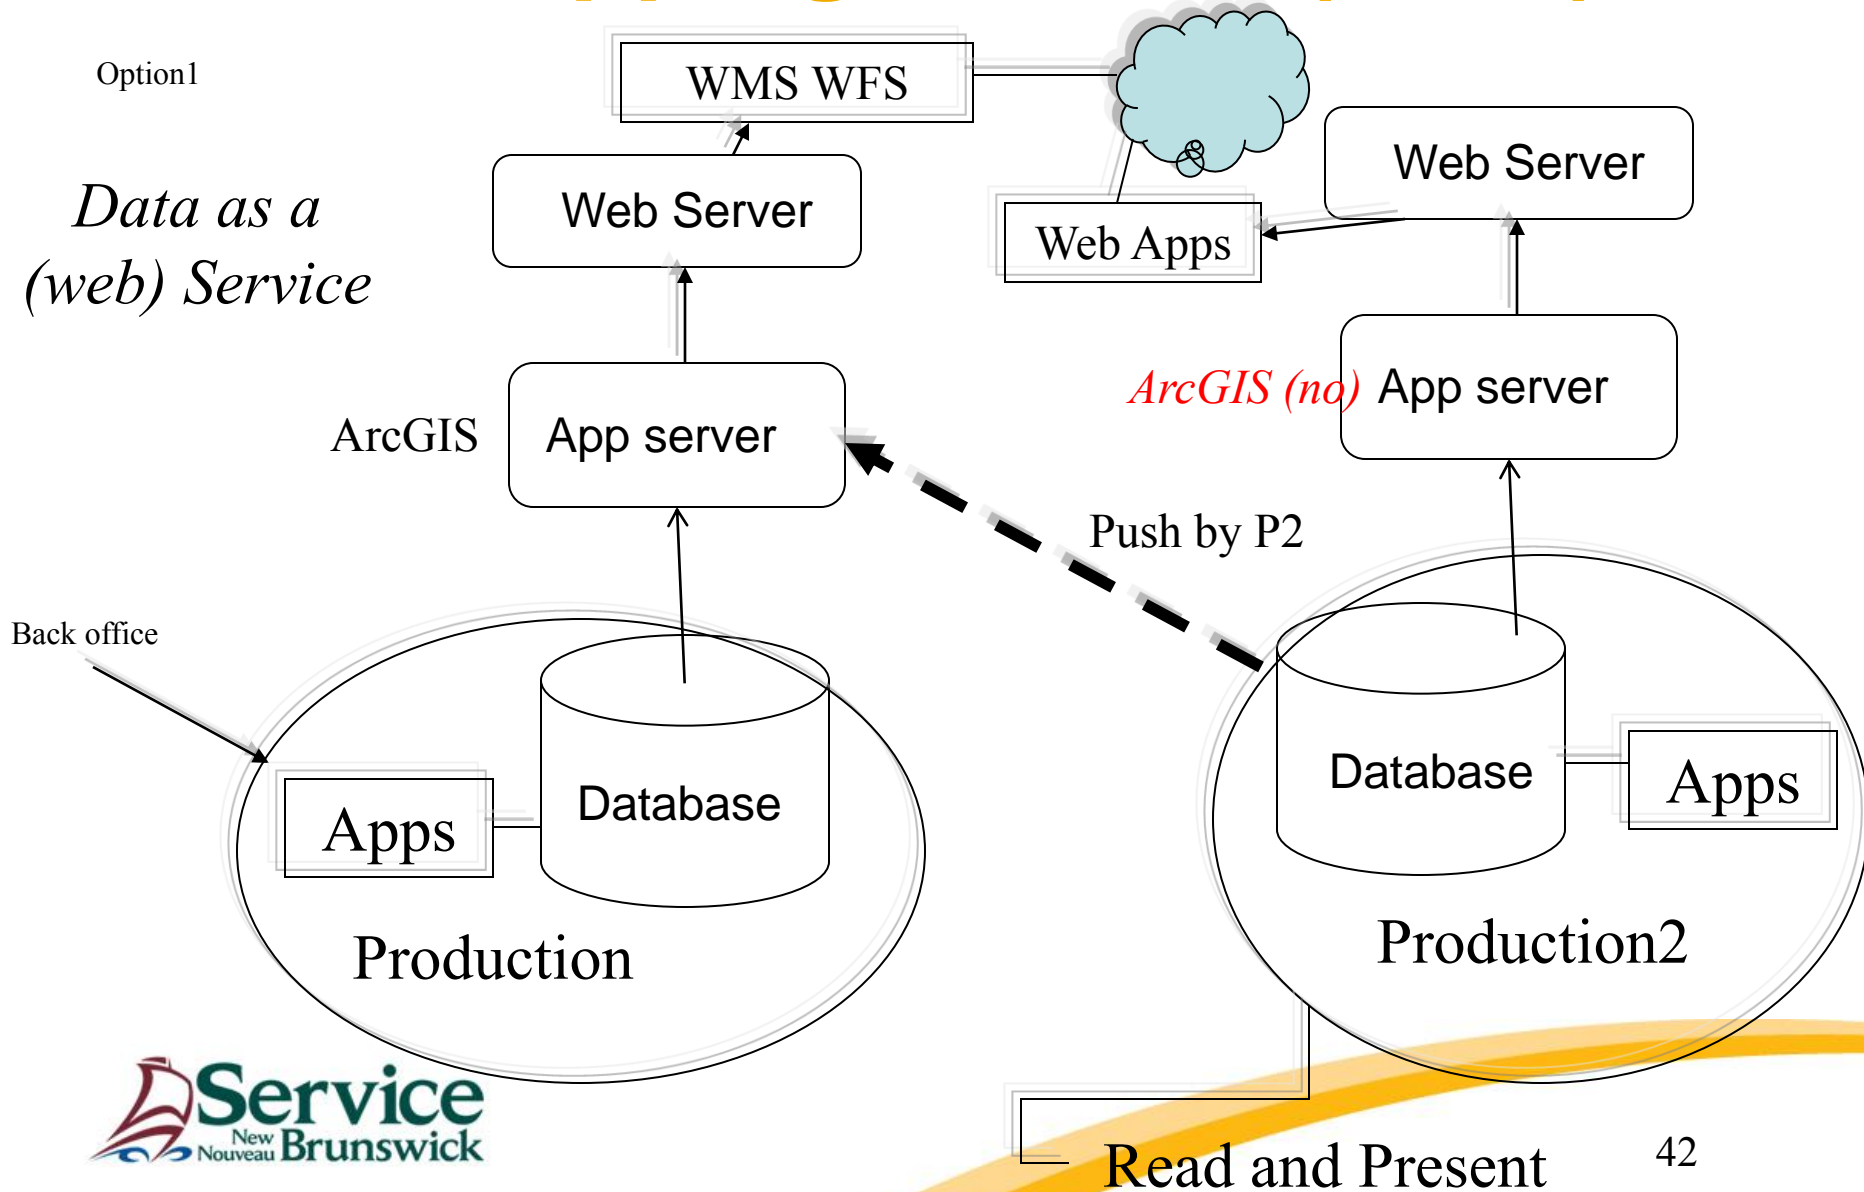 Option1
WMS WFS
Data as a
(web) Service
Web Server
Web Server
Web Apps
ArcGIS
App server
ArcGIS (no)
App server
Push by P2
Back office
Apps
Database
Production
Database
Apps
Production2
Service
New
Nouveau Brunswick
Read and Present
42